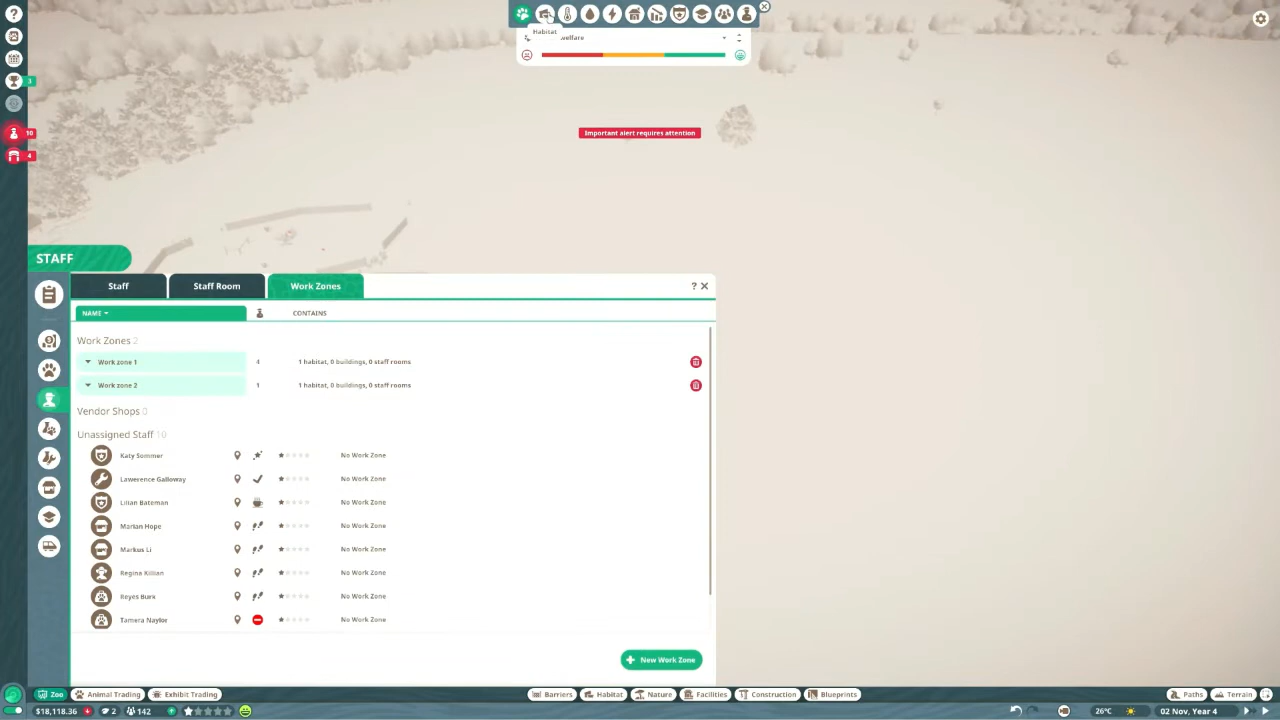 ?
Habitat
welfare
3
10
4
Important alert requires attention
STAFF
Staff
Staff Room
Work Zones
?
NAME
CONTAINS
Work Zones 2
Work zone 1 4 1 habitat, 0 buildings, 0 staff rooms
Work zone 2 1 1 habitat, 0 buildings, 0 staff rooms
Vendor Shops 0
Unassigned Staff 10
Katy Sommer No Work Zone
Lawerence Galloway No Work Zone
Lilian Bateman No Work Zone
Marian Hope No Work Zone
Markus Li No Work Zone
Regina Killian No Work Zone
Reyes Burk No Work Zone
Tamera Naylor No Work Zone
New Work Zone
Zoo Animal Trading Exhibit Trading Barriers Habitat Nature Facilities Construction Blueprints Paths Terrain
$18,118.36 2 142 26°C 02 Nov, Year 4